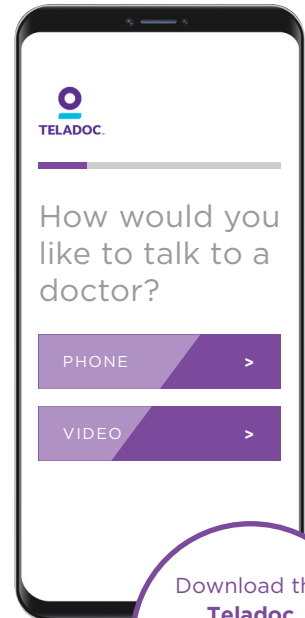 TELADOC.
How would you
like to talk to a
doctor?
PHONE >
VIDEO >
Download th
Teladoc